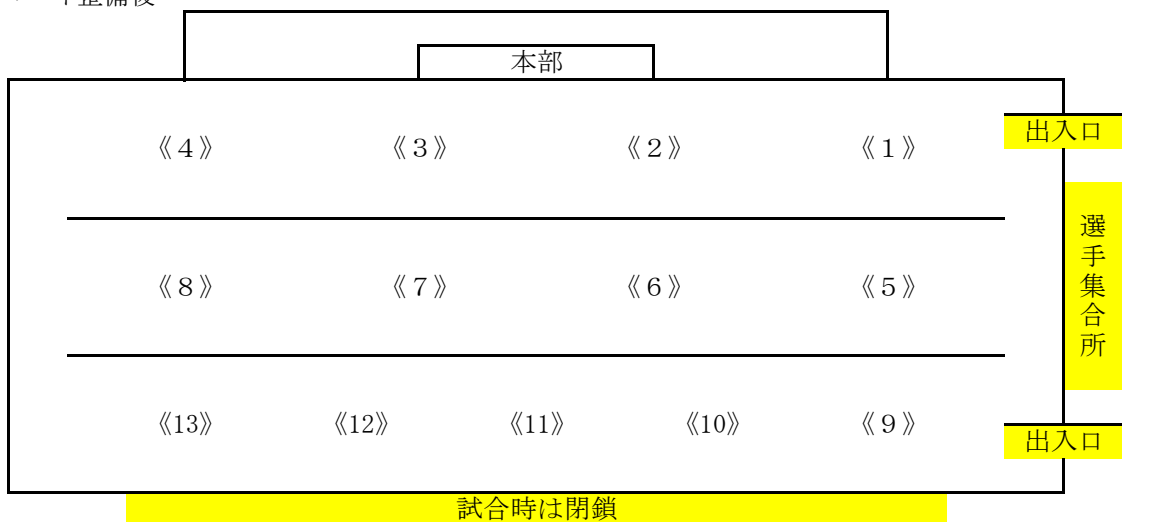 本部
《４》 《３》 《２》 《１》
出入口
選手集合所
《８》 《７》 《６》 《５》
《13》 《12》 《11》 《10》 《９》
出入口
試合時は閉鎖